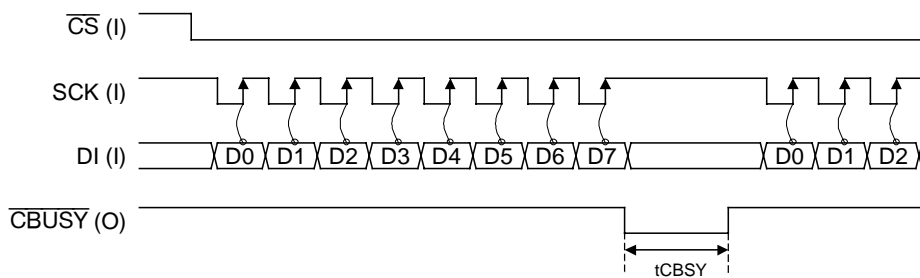 CS (I)
SCK (I)
DI (I) D0 D1 D2 D3 D4 D5 D6 D7 D0 D1 D2
CBUSY (O)
tCBSY